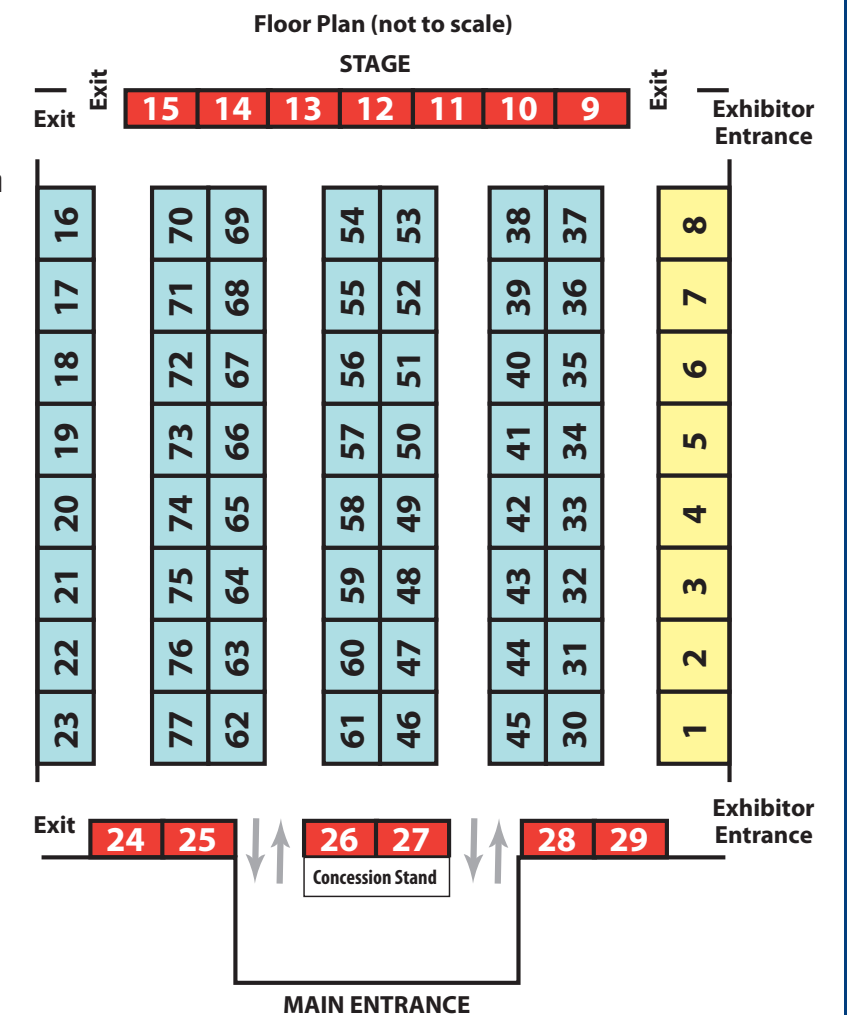 Floor Plan (not to scale)
STAGE
Exit
Exit
15 14 13 12 11 10 9
Exit
Exhibitor
Entrance
16 70 69 54 53 38 37 8
17 71 68 55 52 39 36 7
18 72 67 56 51 40 35 6
19 73 66 57 50 41 34 5
20 74 65 58 49 42 33 4
21 75 64 59 48 43 32 3
22 76 63 60 47 44 31 2
23 77 62 61 46 45 30 1
Exit
24 25 26 27 28 29
Exhibitor
Entrance
Concession Stand
MAIN ENTRANCE